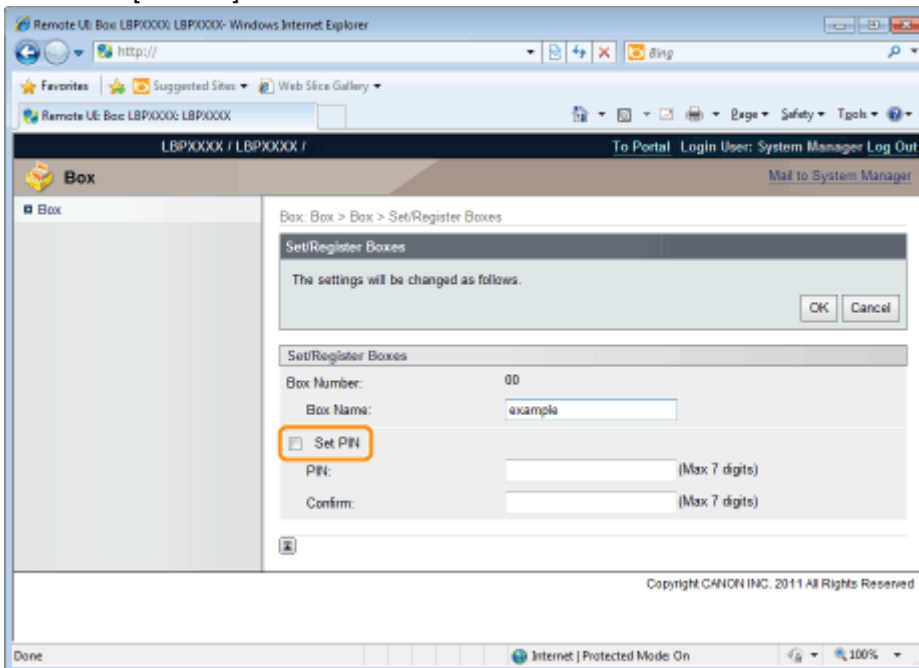 Remote UI: Box: LBPXXXX: LBPXXXX- Windows Internet Explorer
http://
Bing
Favorites Suggested Sites Web Slice Gallery
Remote UI: Box: LBPXXXX: LBPXXXX
Page Safety Tools
LBPXXXX / LBPXXXX /
To Portal Login User: System Manager Log Out
Box
Mail to System Manager
Box
Box: Box > Box > Set/Register Boxes
Set/Register Boxes
The settings will be changed as follows.
OK Cancel
Set/Register Boxes
Box Number: 00
Box Name: example
Set PIN
PIN: (Max 7 digits)
Confirm: (Max 7 digits)
Copyright CANON INC. 2011 All Rights Reserved
Done Internet | Protected Mode: On 100%